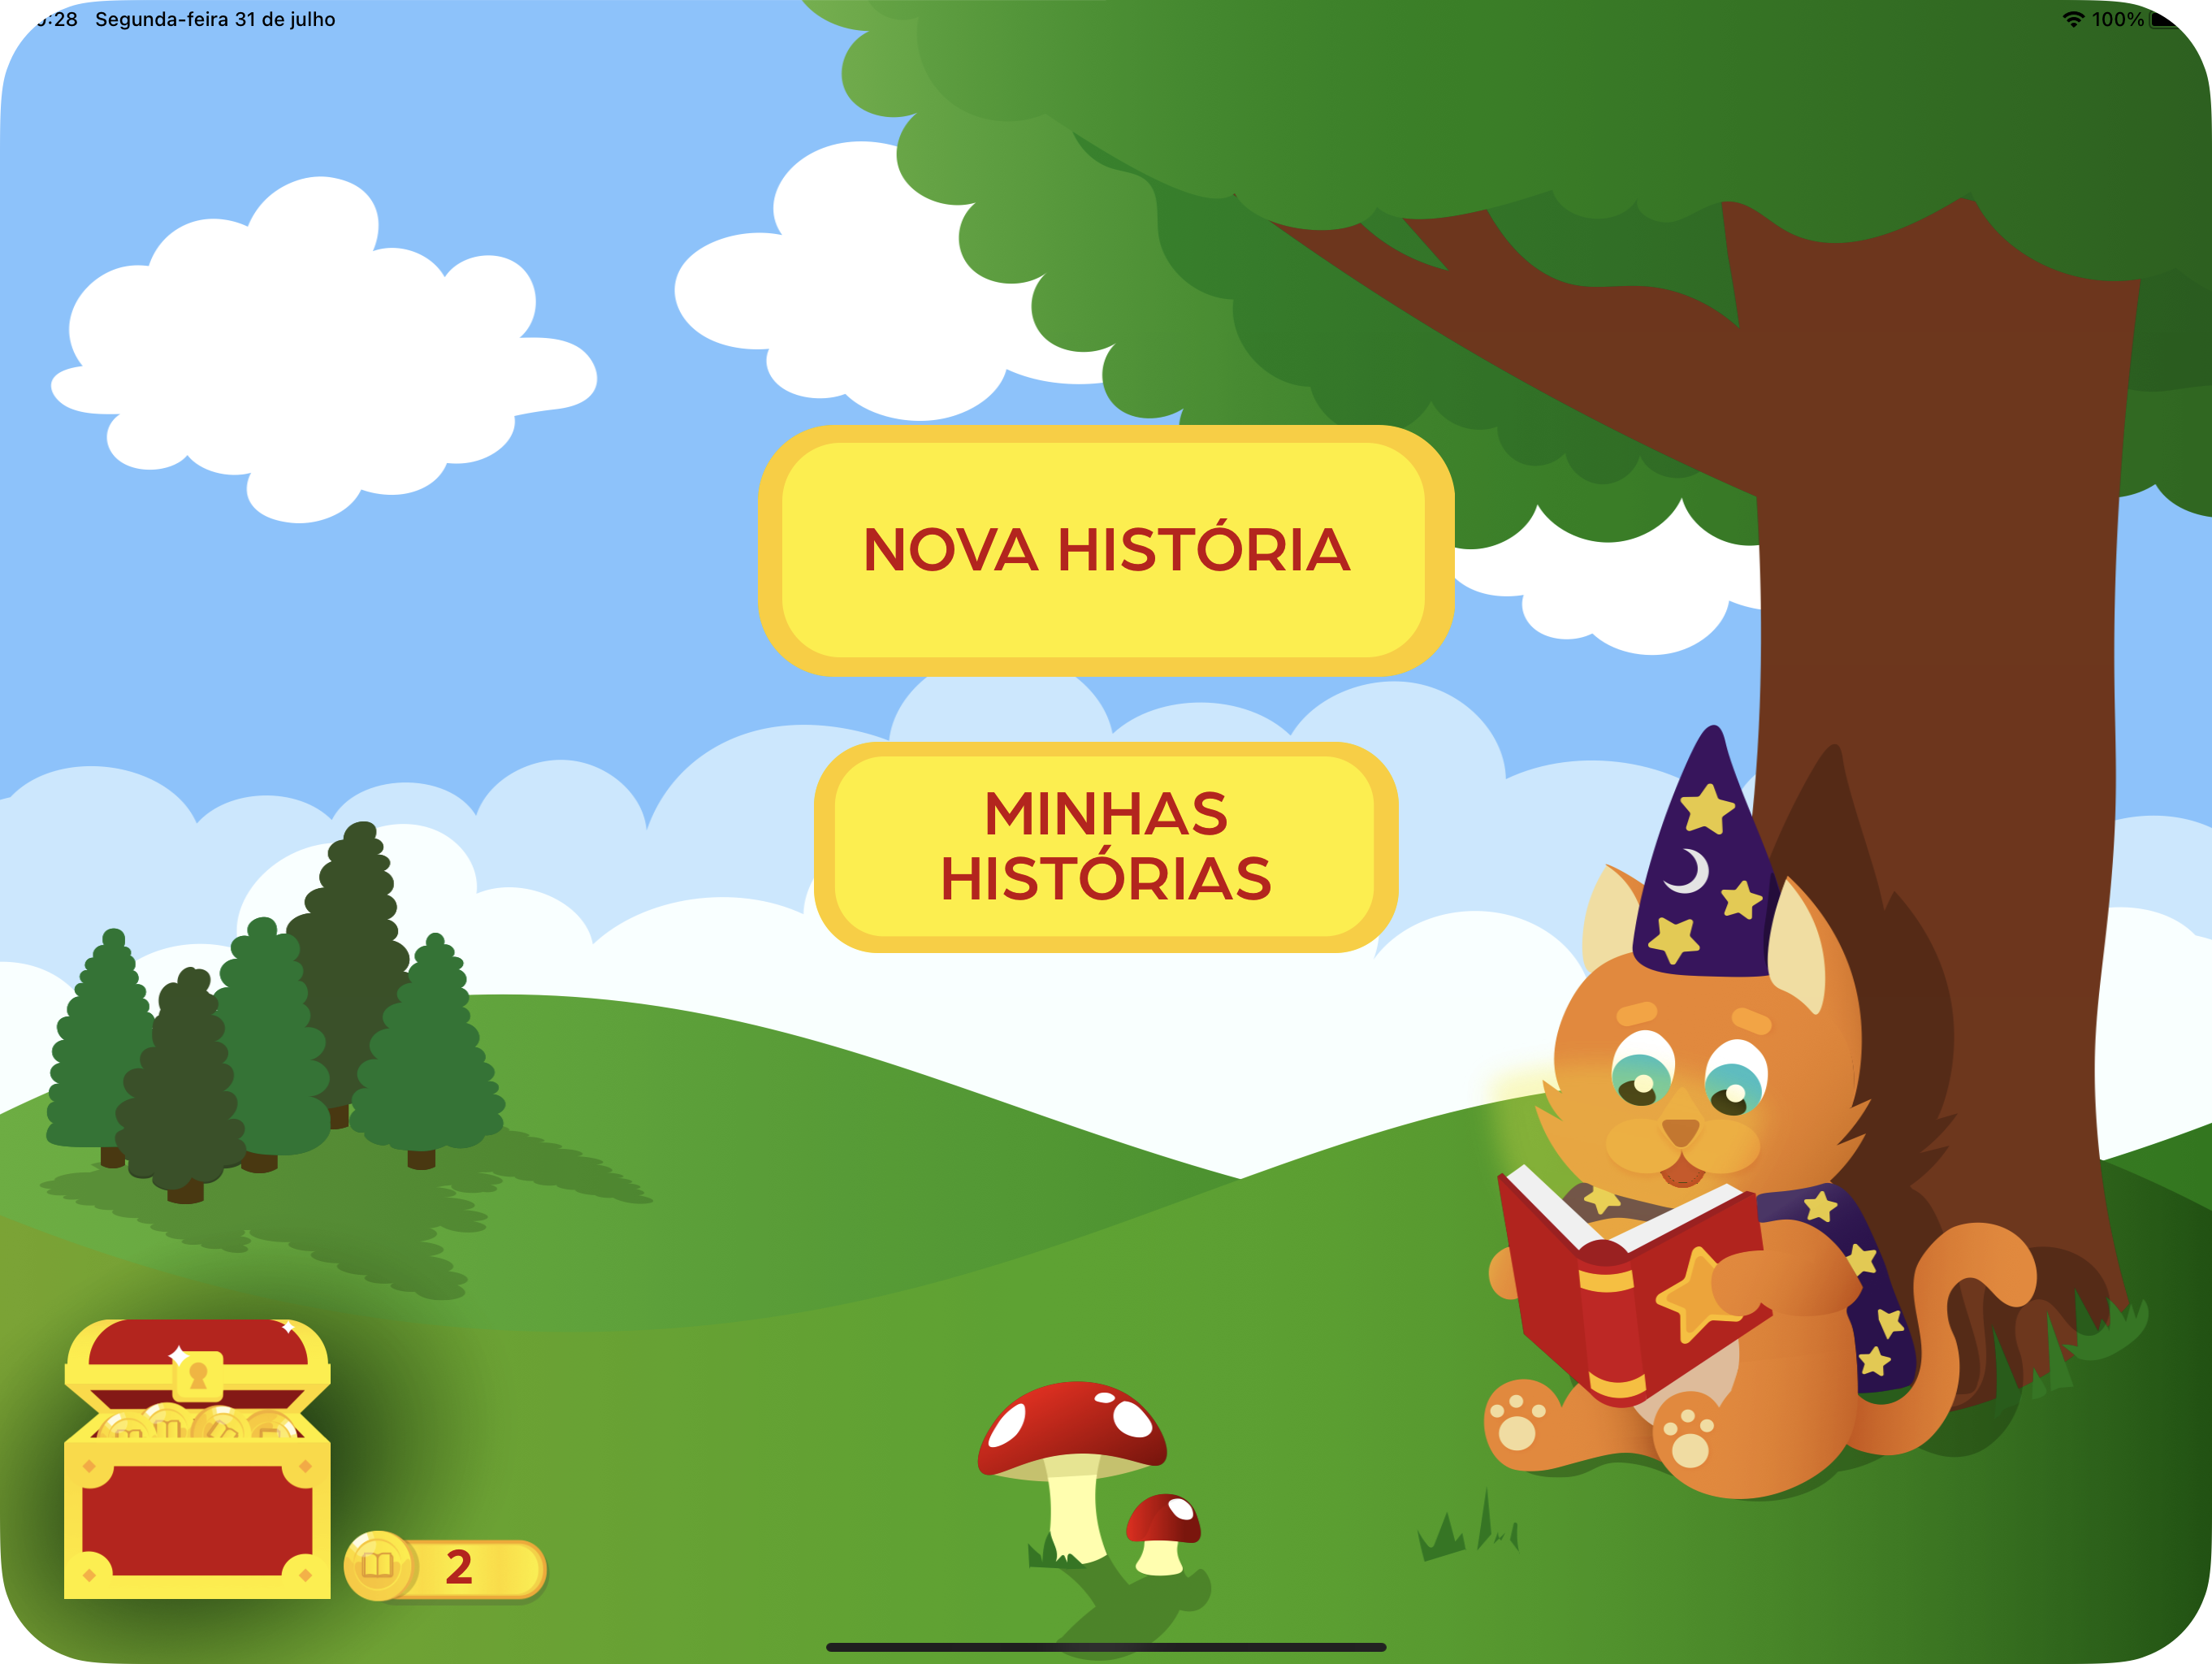 Segunda-feira 31 de julho
100%
NOVA HISTÓRIA
MINHAS
HISTÓRIAS
2